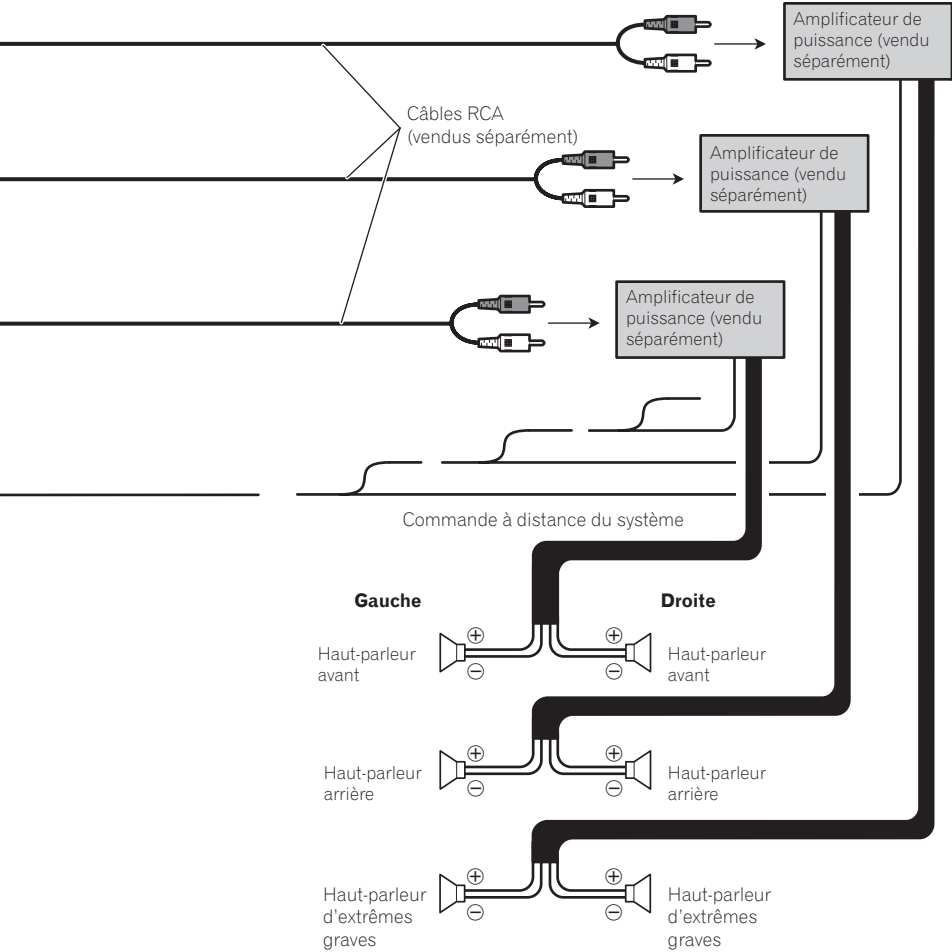 Amplificateur de
puissance (vendu
séparément)
Câbles RCA
(vendus séparément)
Amplificateur de
puissance (vendu
séparément)
Amplificateur de
puissance (vendu
séparément)
Commande à distance du système
Gauche
Droite
Haut-parleur
avant
Haut-parleur
avant
Haut-parleur
arrière
Haut-parleur
arrière
Haut-parleur
d'extrêmes
graves
Haut-parleur
d'extrêmes
graves